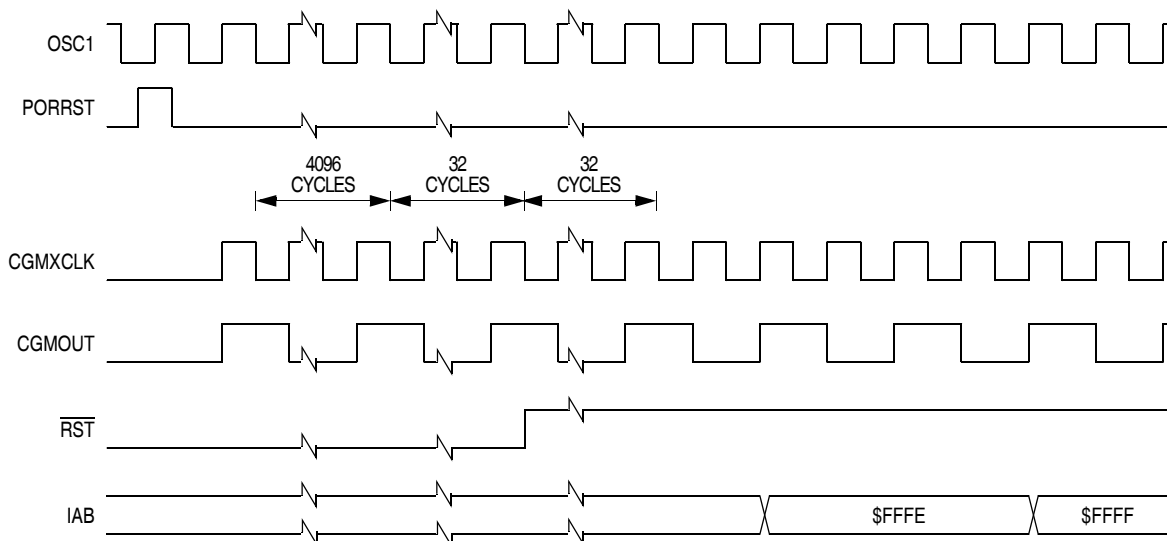 OSC1
PORRST
4096
CYCLES
32
CYCLES
32
CYCLES
CGMXCLK
CGMOUT
RST
IAB
$FFFE
$FFFF